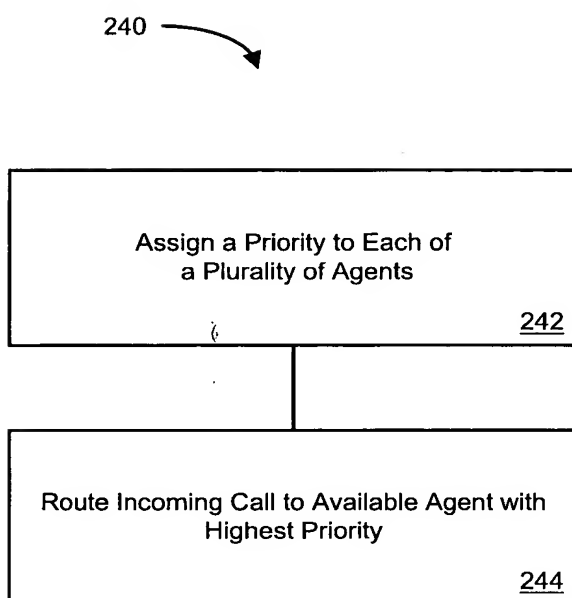 240
Assign a Priority to Each of
a Plurality of Agents
242
Route Incoming Call to Available Agent with
Highest Priority
244